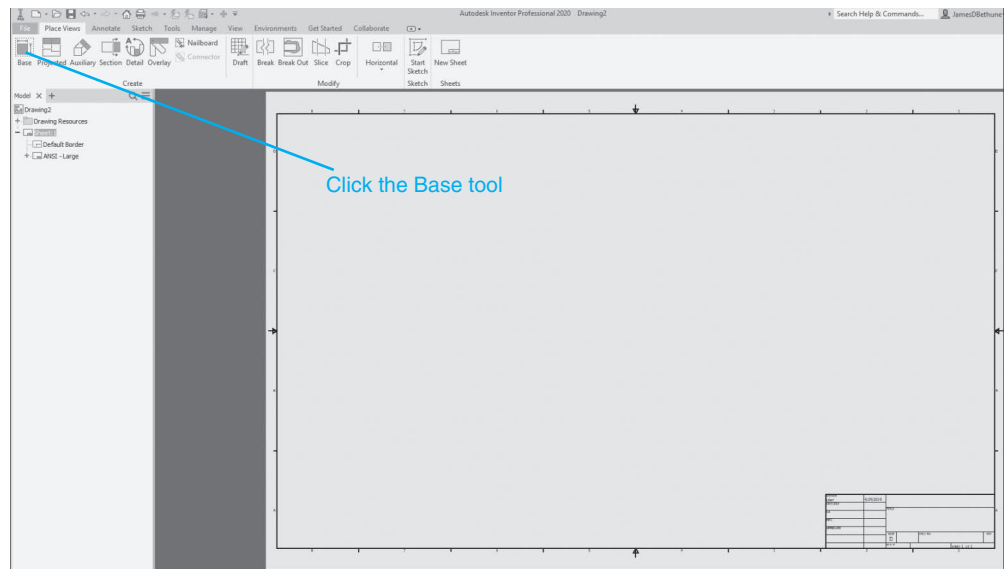 Autodesk Inventor Professional 2020 Drawing2
Search Help & Commands...
JamesDBethune
File Place Views Annotate Sketch Tools Manage View Environments Get Started Collaborate
Nailboard
Connector
Base Projected Auxiliary Section Detail Overlay Draft Break Break Out Slice Crop Horizontal Start Sketch New Sheet
Create Modify Sketch Sheets
Model
Drawing2
Drawing Resources
Default Border
ANSI - Large
Click the Base tool